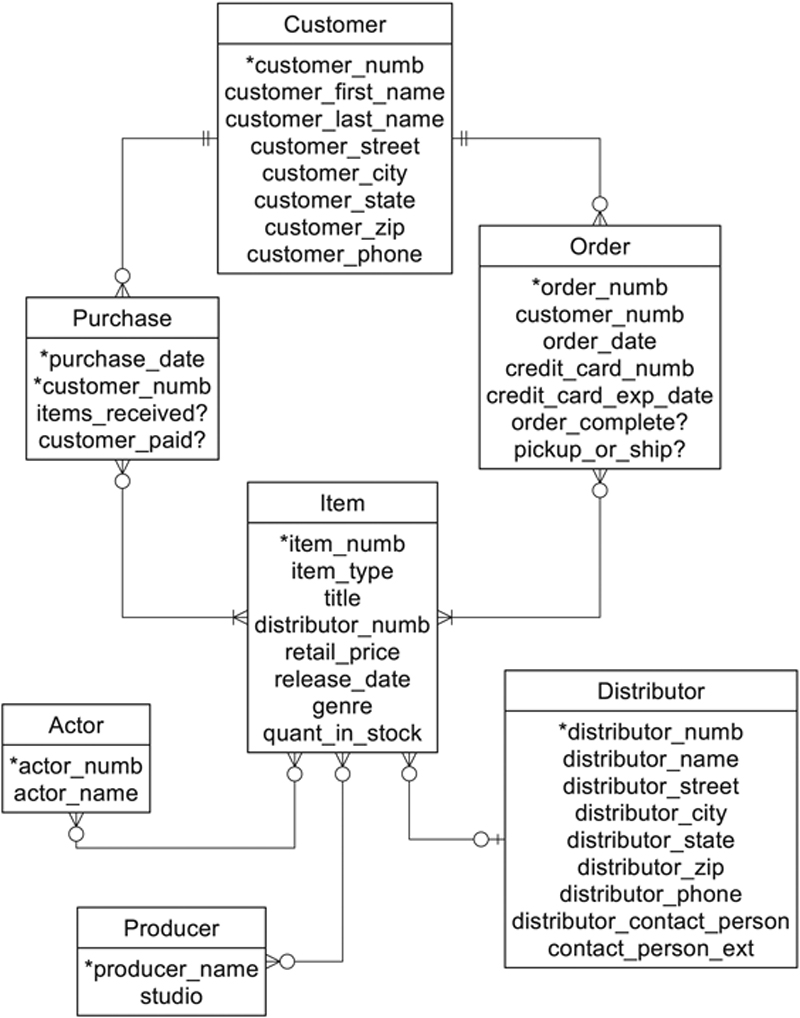 Customer
*customer_numb
customer_first_name
customer_last_name
customer_street
customer_city
customer_state
customer_zip
customer_phone
Order
*order_numb
customer_numb
order_date
credit_card_numb
credit_card_exp_date
order_complete?
pickup_or_ship?
Purchase
*purchase_date
*customer_numb
items_received?
customer_paid?
Item
*item_numb
item_type
title
distributor_numb
retail_price
release_date
genre
quant_in_stock
Distributor
*distributor_numb
distributor_name
distributor_street
distributor_city
distributor_state
distributor_zip
distributor_phone
distributor_contact_person
contact_person_ext
Actor
*actor_numb
actor_name
Producer
*producer_name
studio